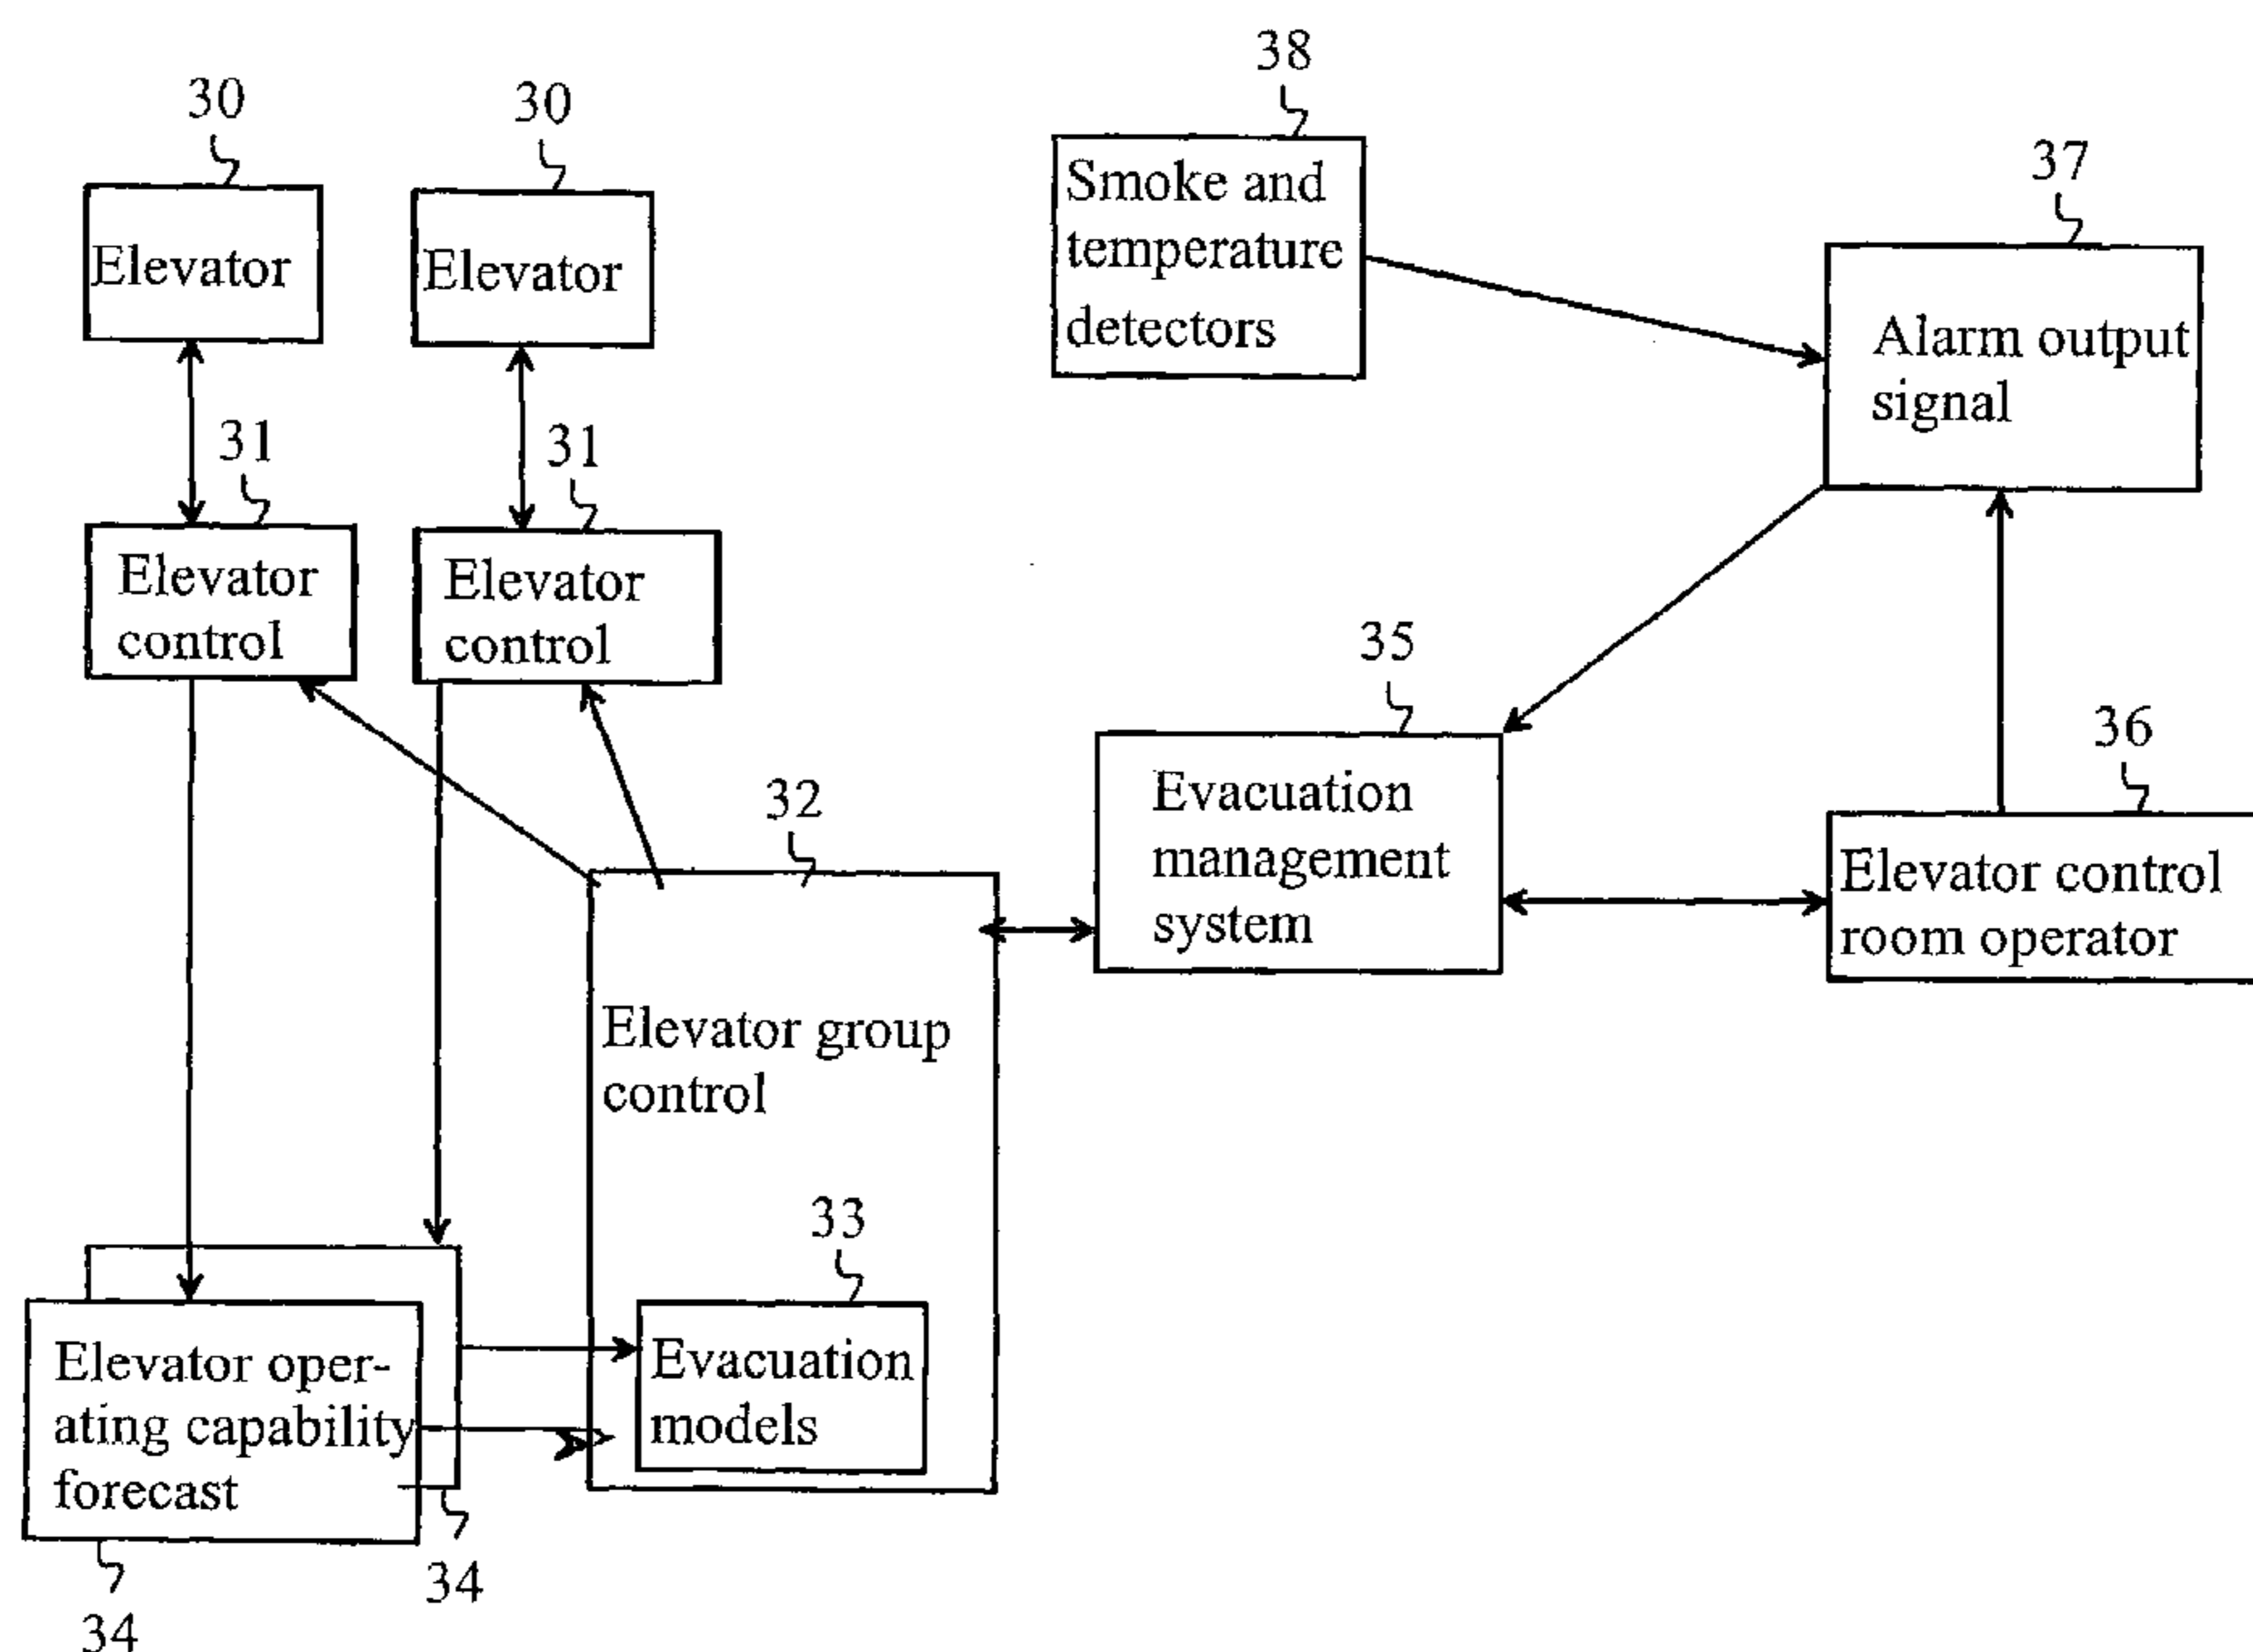 38
30
30
37
Smoke and
temperature
detectors
Elevator
Elevator
Alarm output
signal
31
31
Elevator
control
Elevator
control
35
36
32
Evacuation
management
system
Elevator control
room operator
Elevator group
control
33
Elevator oper-
ating capability
forecast
Evacuation
models
34
34